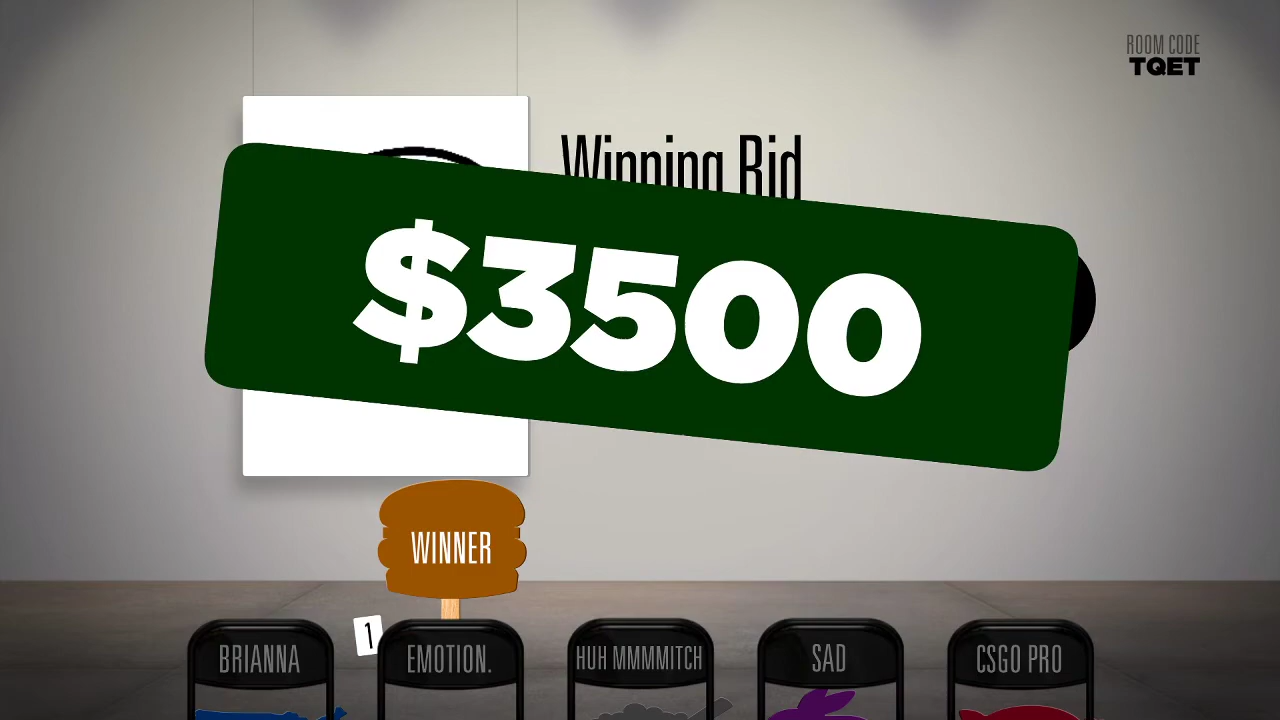 ROOM CODE
TQET
Winning Bid
$3500
WINNER
1
BRIANNA
EMOTION.
HUH MMMMITCH
SAD
CSGO PRO